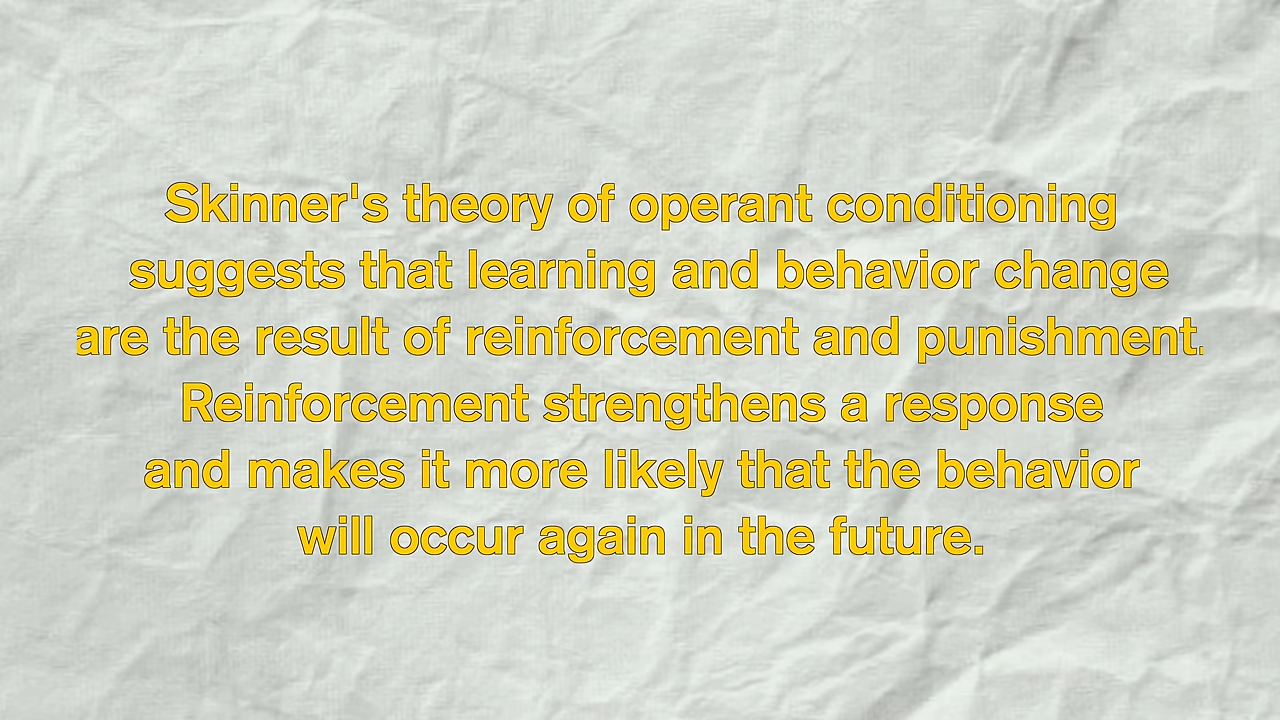 Skinner's theory of operant conditioning
suggests that learning and behavior change
are the result of reinforcement and punishment.
Reinforcement strengthens a response
and makes it more likely that the behavior
will occur again in the future.